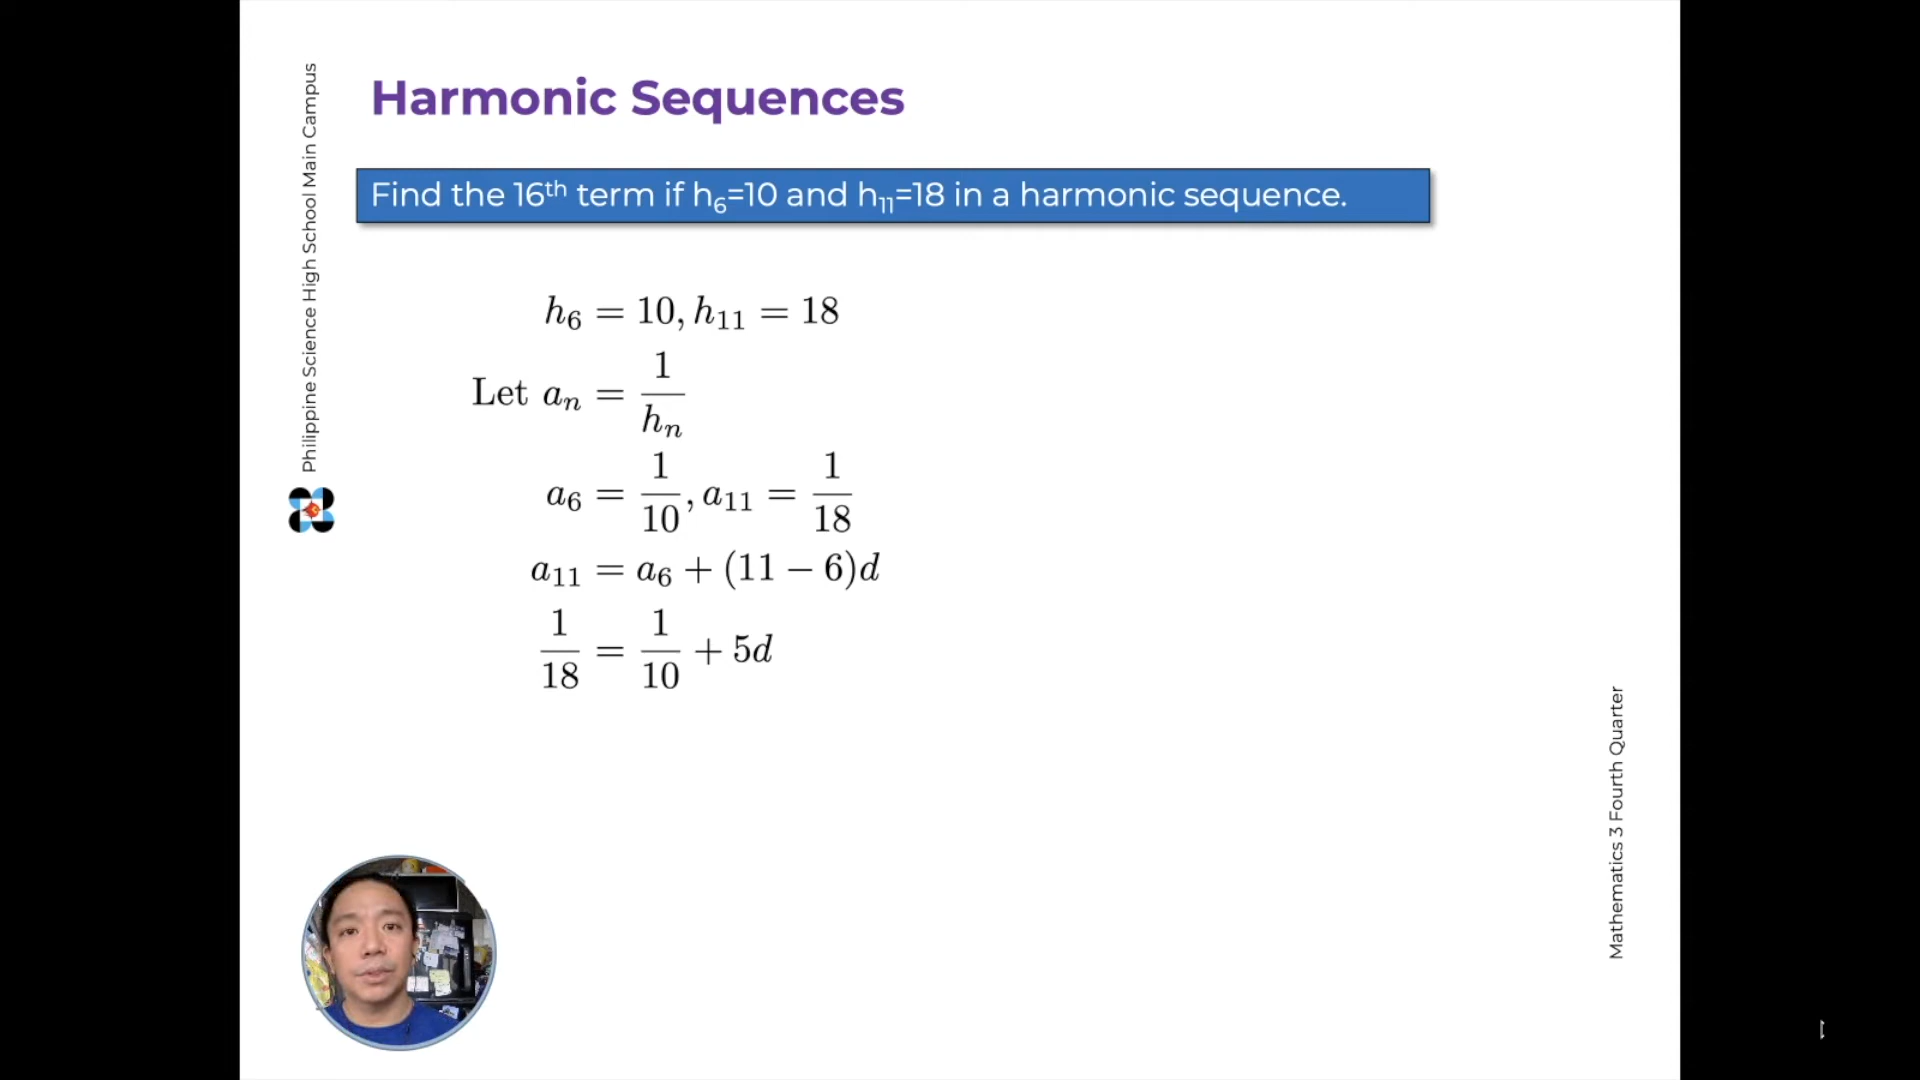 Philippine Science High School Main Campus
Harmonic Sequences
Find the 16th term if h₆=10 and h₁₁=18 in a harmonic sequence.
h₆ = 10, h₁₁ = 18
Let aₙ = 1/hₙ
a₆ = 1/10, a₁₁ = 1/18
a₁₁ = a₆ + (11 − 6)d
1/18 = 1/10 + 5d
Mathematics 3 Fourth Quarter